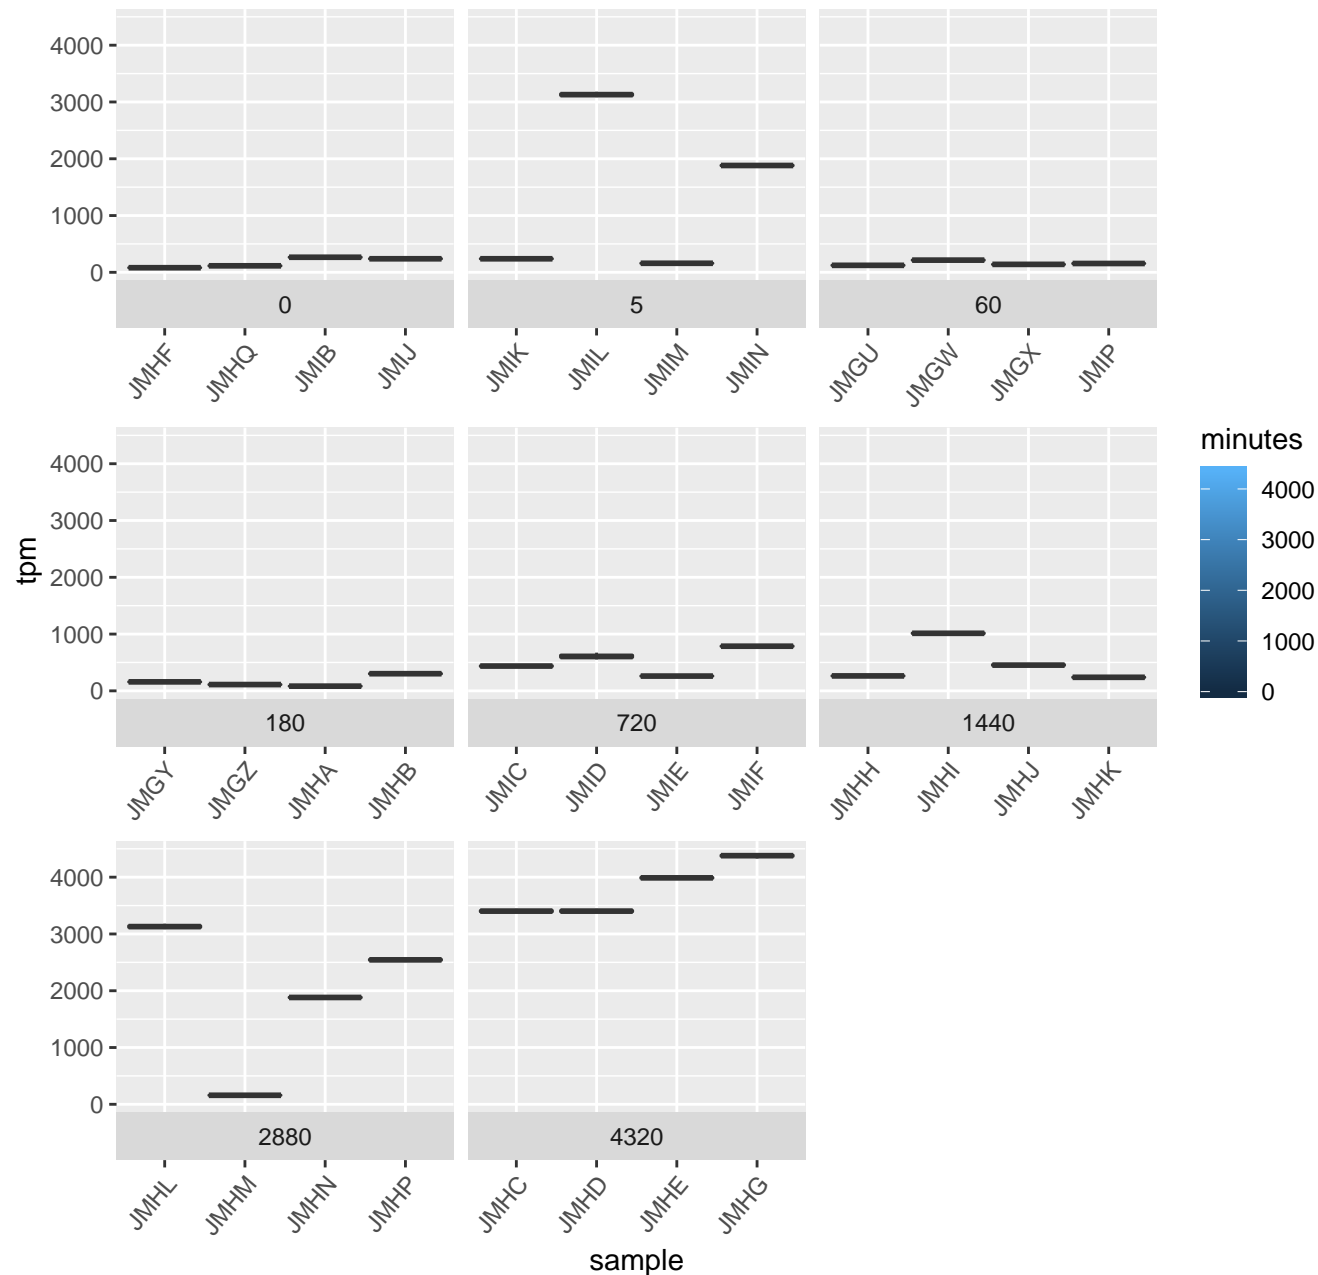 4000
3000
2000
1000
0
0
5
60
JMHF
JMHQ
JMIB
JMIJ
JMIK
JMIL
JMIM
JMIN
JMGU
JMGW
JMGX
JMIP
tpm
4000
3000
2000
1000
0
180
720
1440
JMGY
JMGZ
JMHA
JMHB
JMIC
JMID
JMIE
JMIF
JMHH
JMHI
JMHJ
JMHK
minutes
4000
3000
2000
1000
0
4000
3000
2000
1000
0
2880
4320
JMHL
JMHM
JMHN
JMHP
JMHC
JMHD
JMHE
JMHG
sample